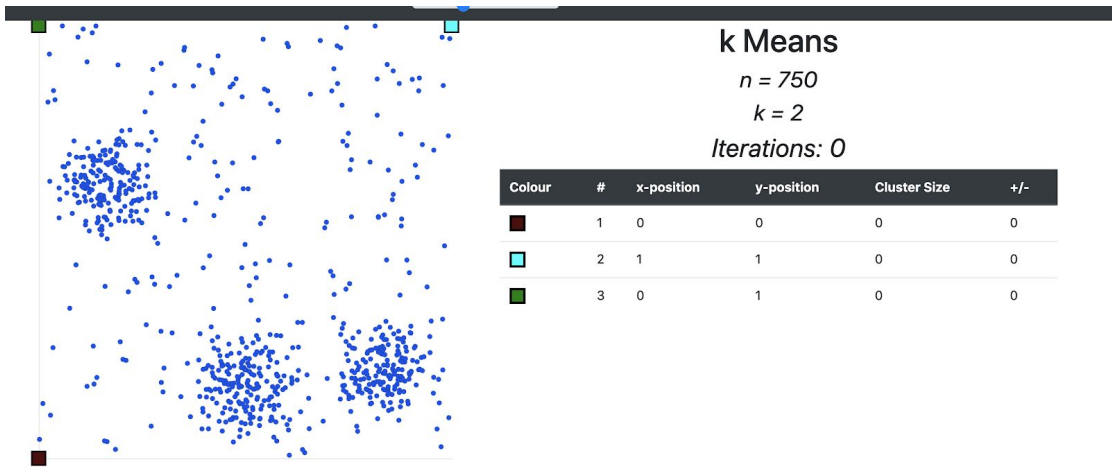 k Means
n = 750
k = 2
Iterations: 0
Colour # x-position y-position Cluster Size +/-
1 0 0 0 0
2 1 1 0 0
3 0 1 0 0